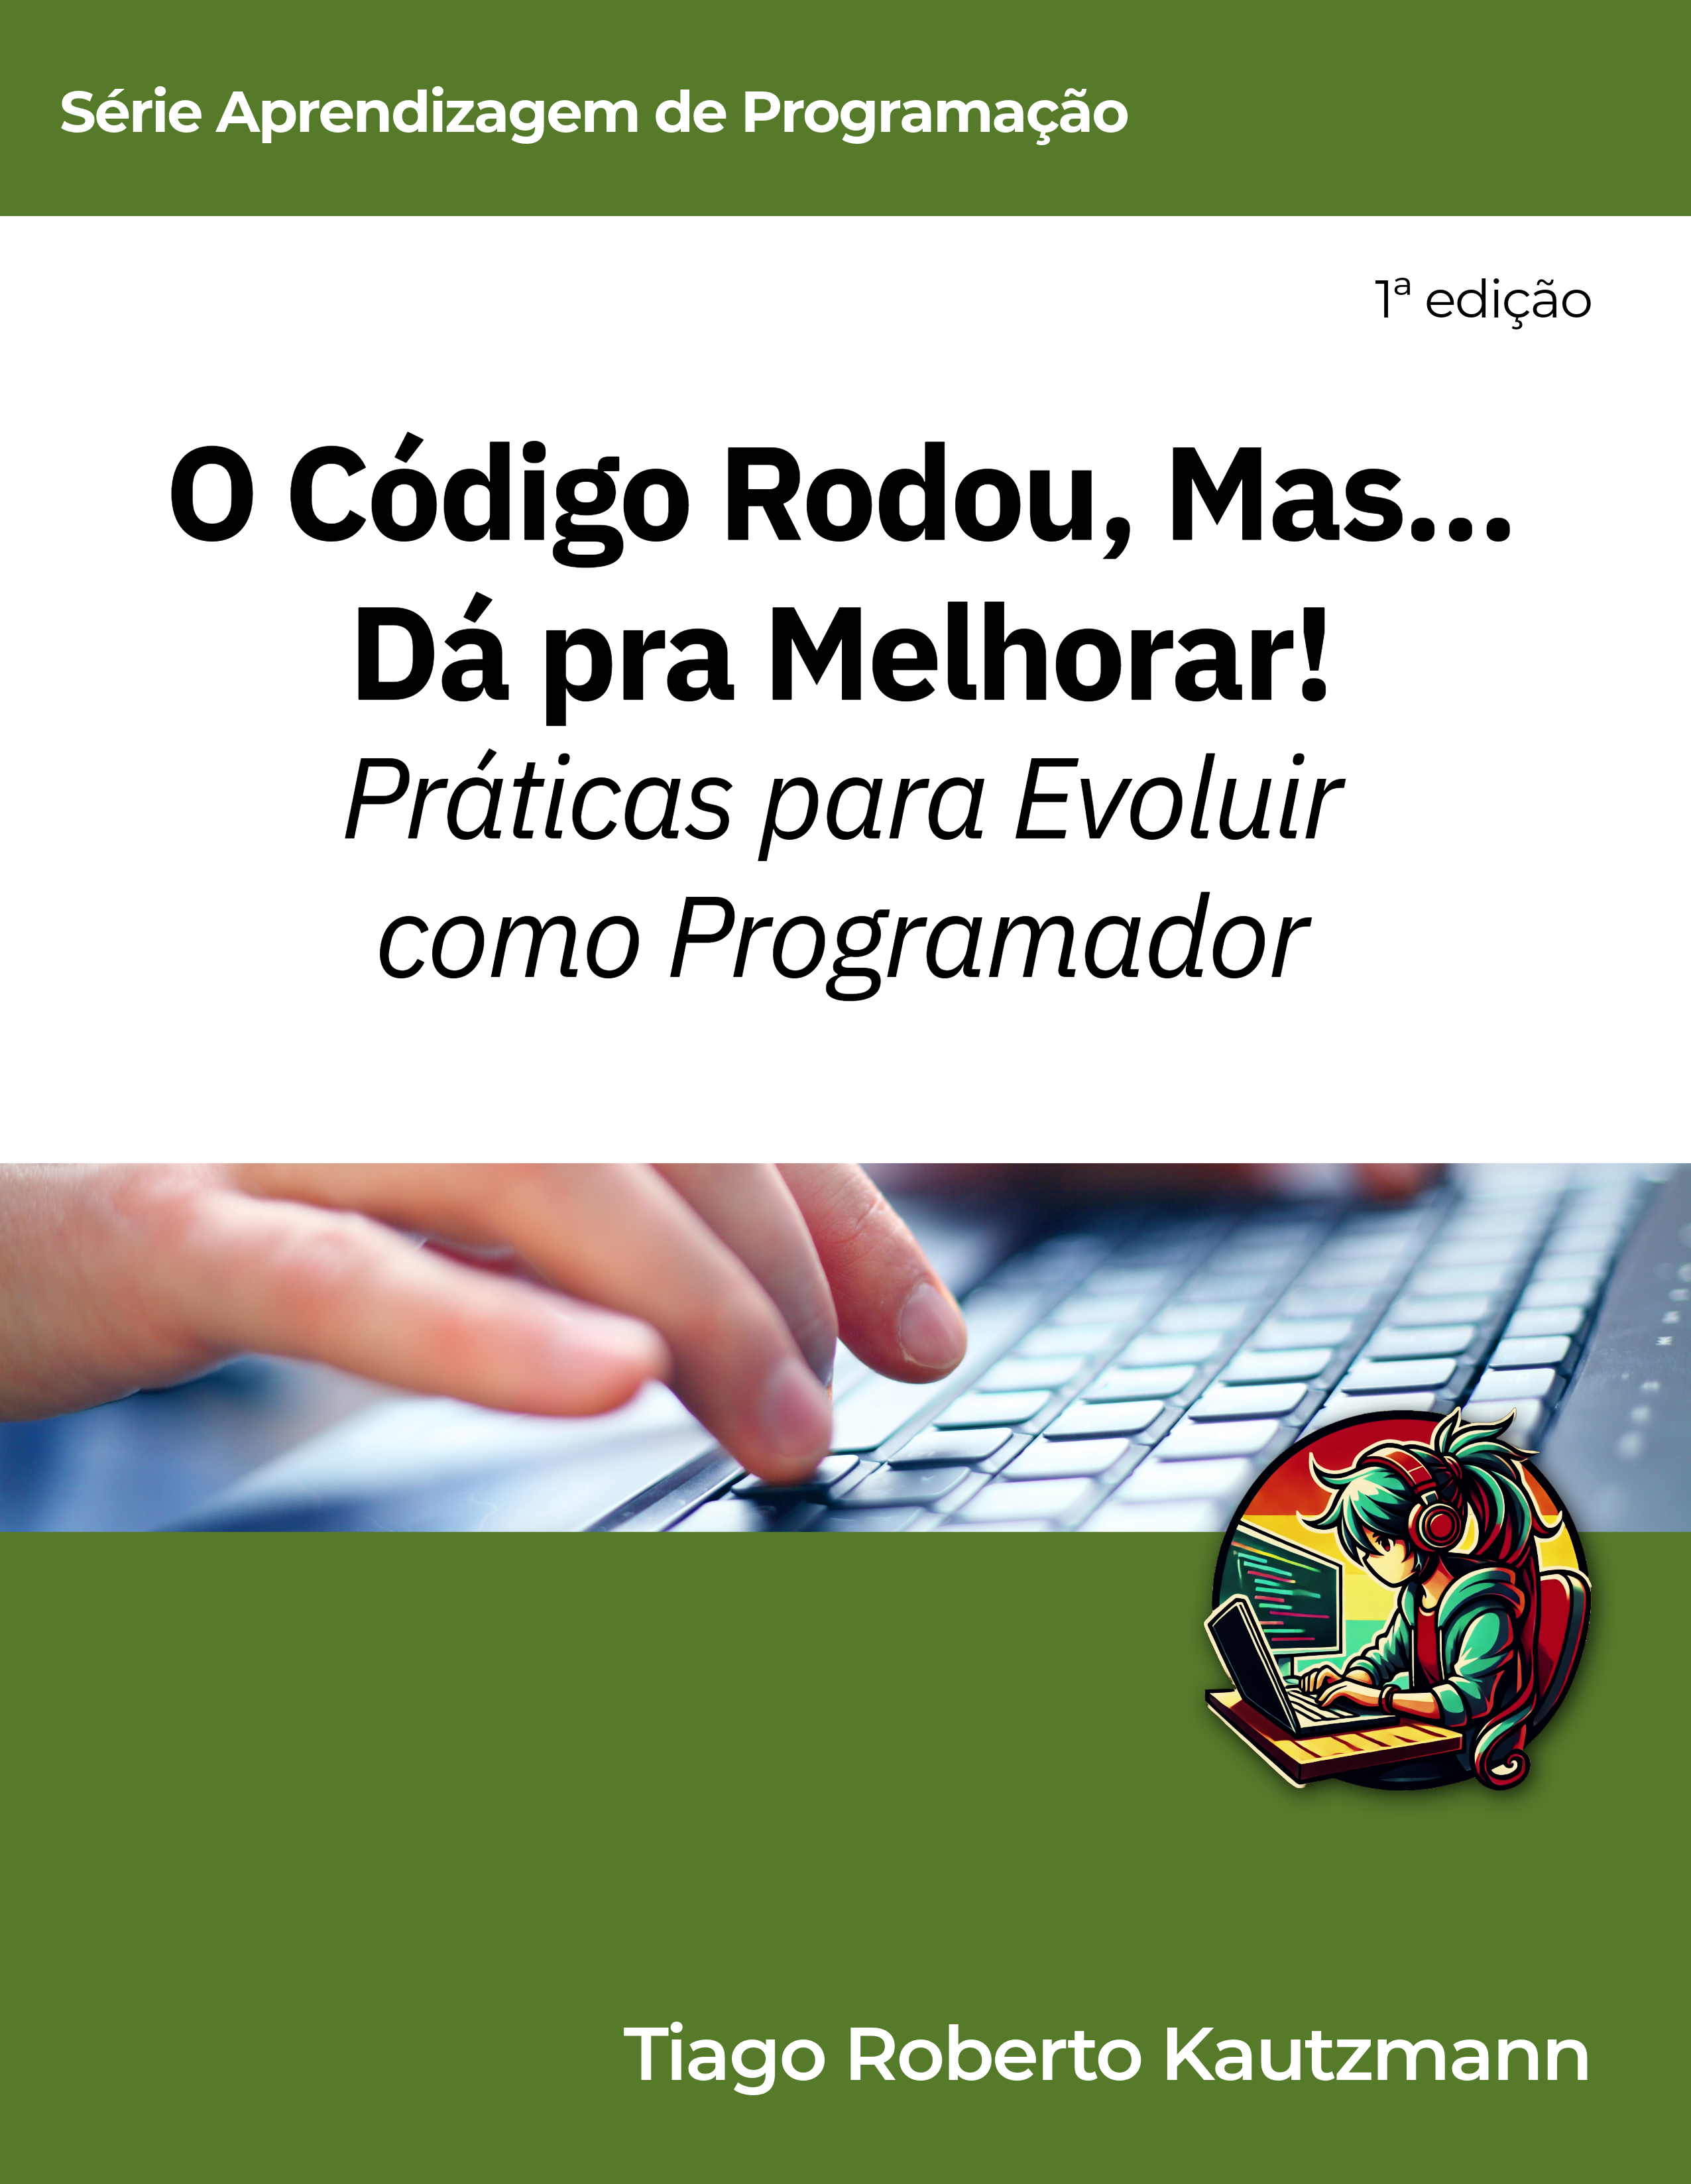 Série Aprendizagem de Programação
1ª edição
O Código Rodou, Mas...
Dá pra Melhorar!
Práticas para Evoluir
como Programador
Tiago Roberto Kautzmann